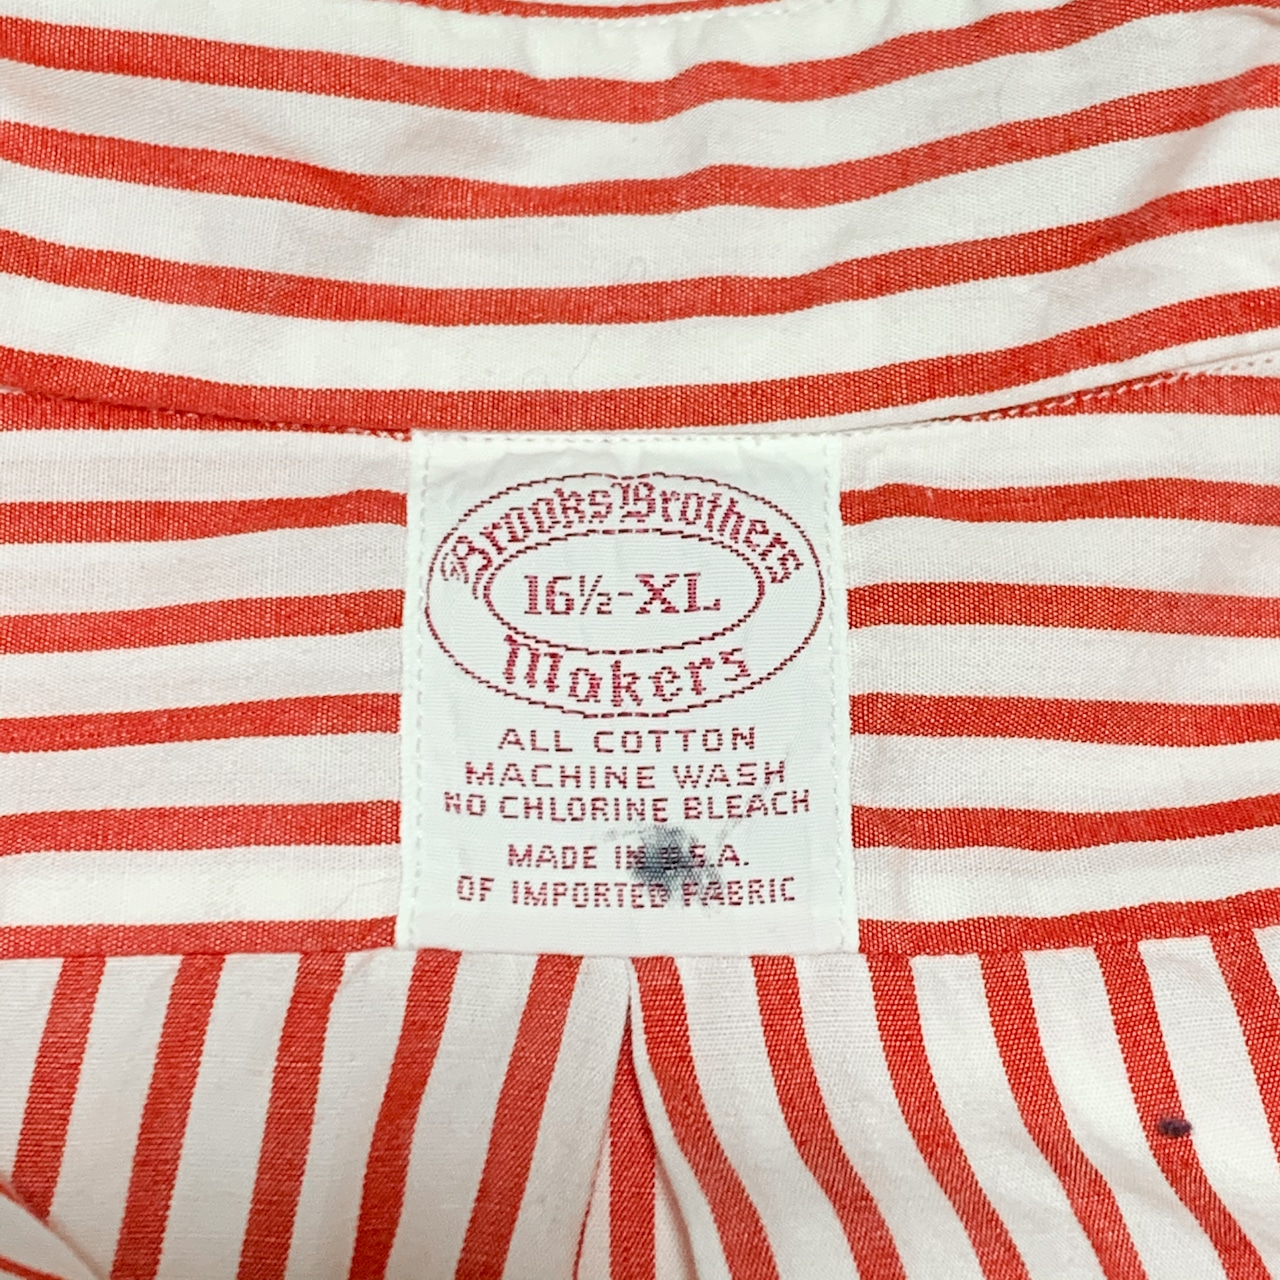 Brooks Brothers
16½-XL
Makers
ALL COTTON
MACHINE WASH
NO CHLORINE BLEACH
MADE IN U.S.A.
OF IMPORTED FABRIC